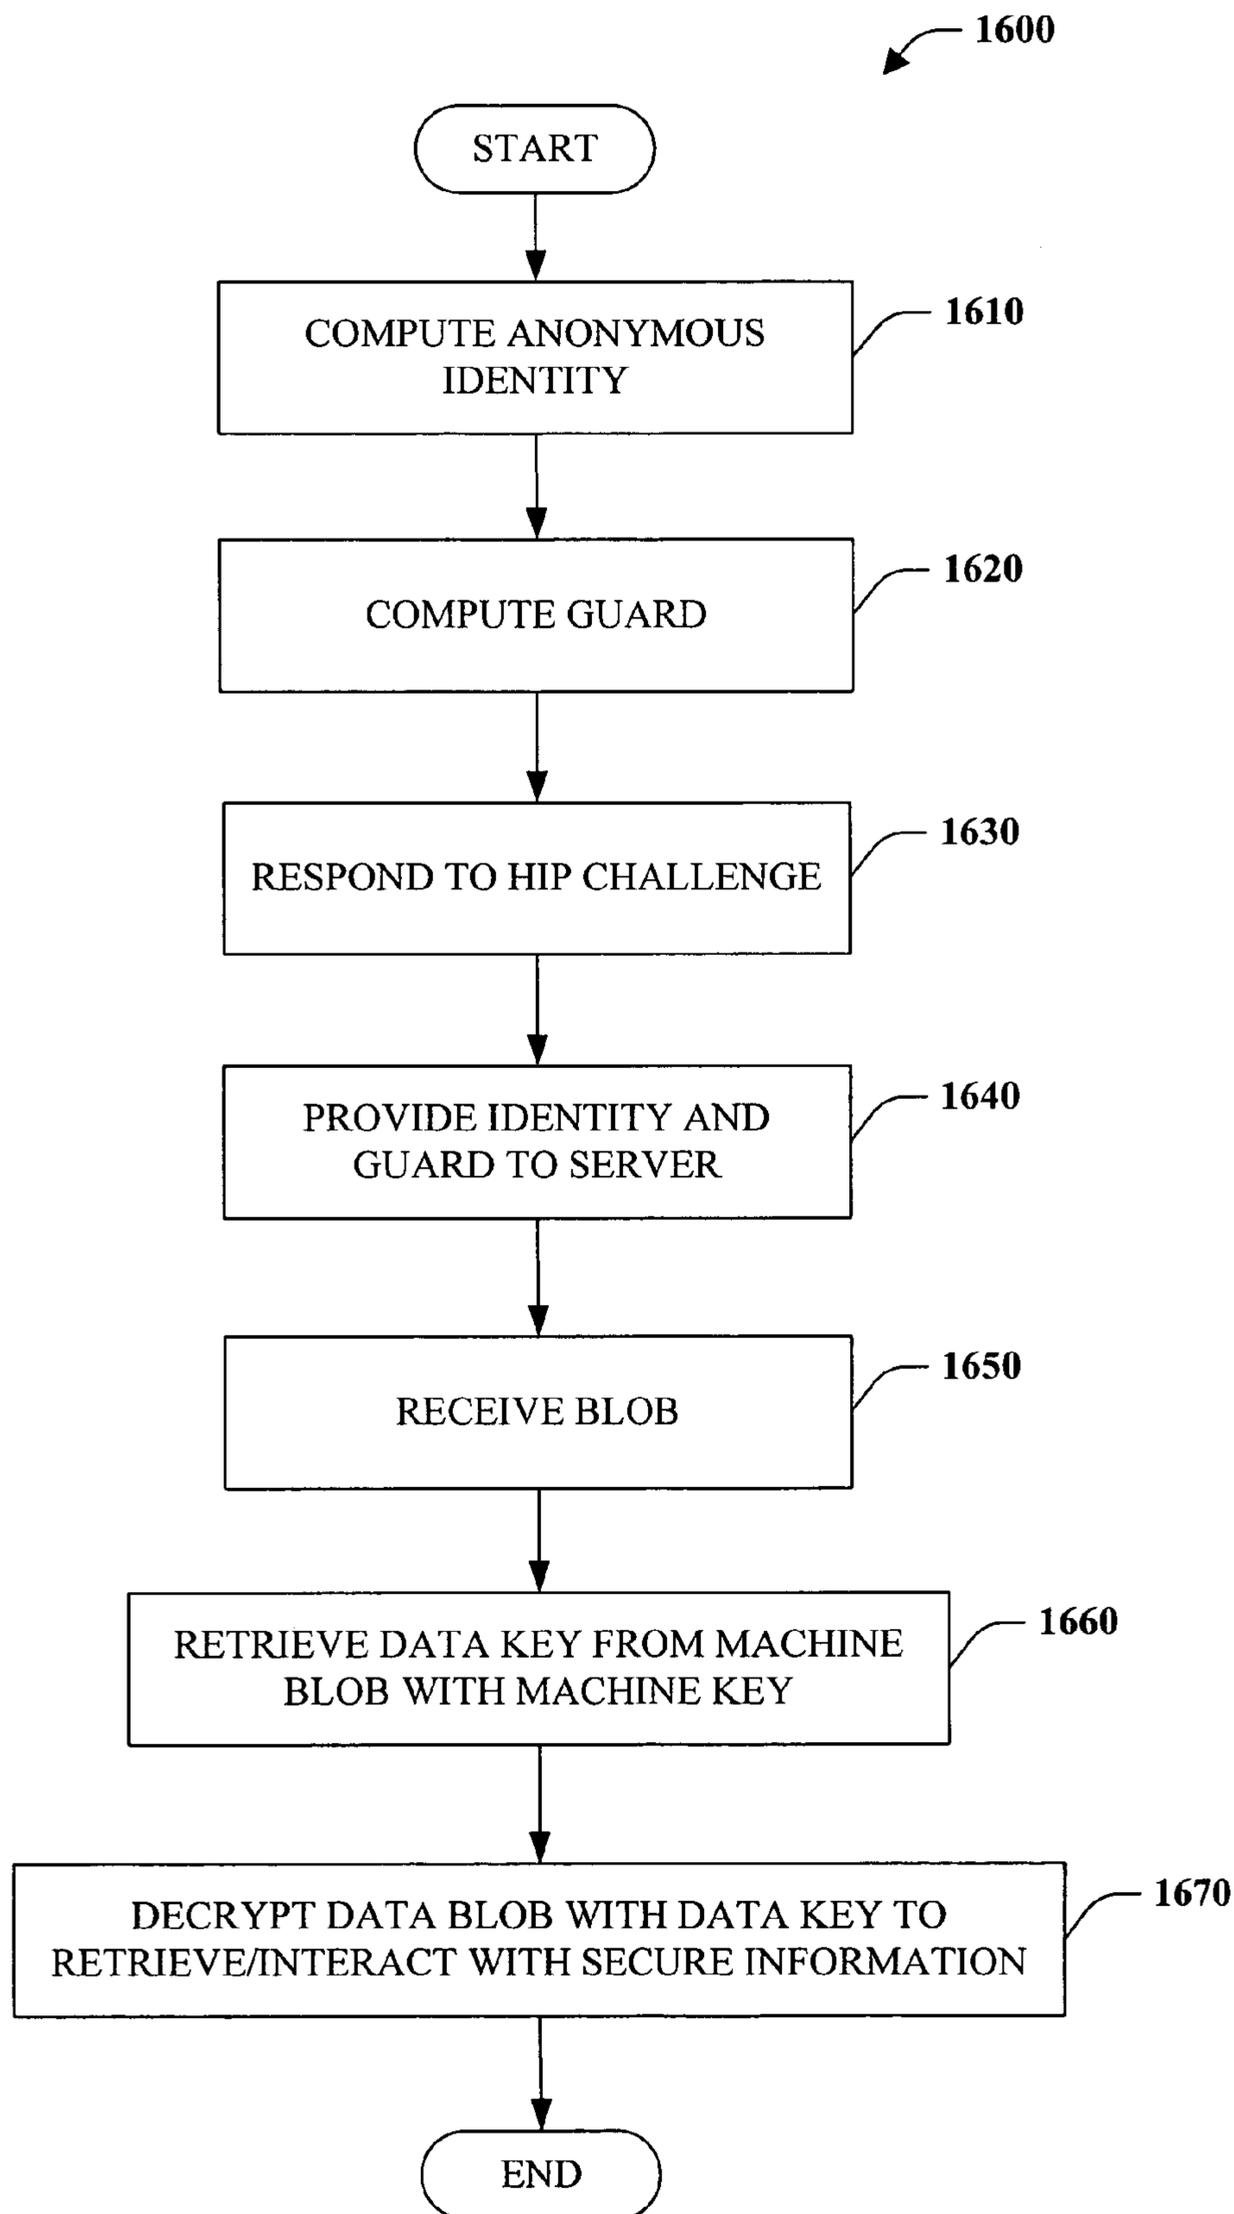 1600
START
COMPUTE ANONYMOUS
IDENTITY
1610
COMPUTE GUARD
1620
RESPOND TO HIP CHALLENGE
1630
PROVIDE IDENTITY AND
GUARD TO SERVER
1640
RECEIVE BLOB
1650
RETRIEVE DATA KEY FROM MACHINE
BLOB WITH MACHINE KEY
1660
DECRYPT DATA BLOB WITH DATA KEY TO
RETRIEVE/INTERACT WITH SECURE INFORMATION
1670
END